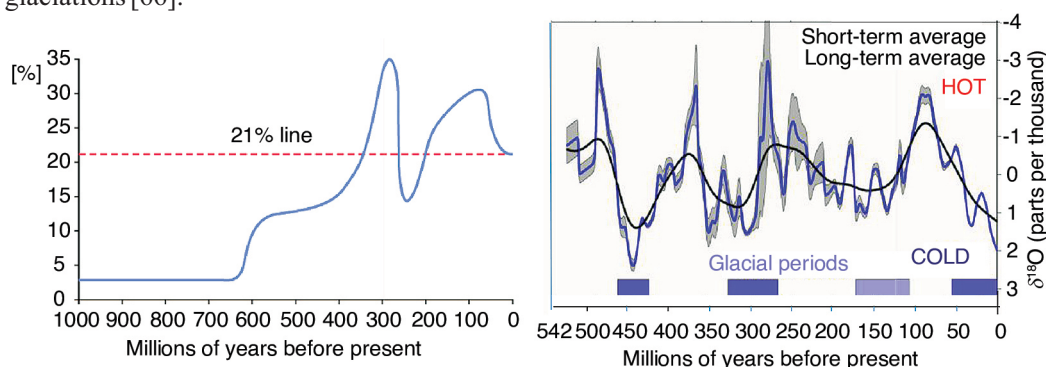 glaciations [66].
[%]
35
30
25
20
15
10
5
0
21% line
1000 900 800 700 600 500 400 300 200 100 0
Millions of years before present
Short-term average
Long-term average
HOT
-4
-3
-2
-1
0
1
2
3
δ¹⁸O (parts per thousand)
Glacial periods
COLD
542 500 450 400 350 300 250 200 150 100 50 0
Millions of years before present